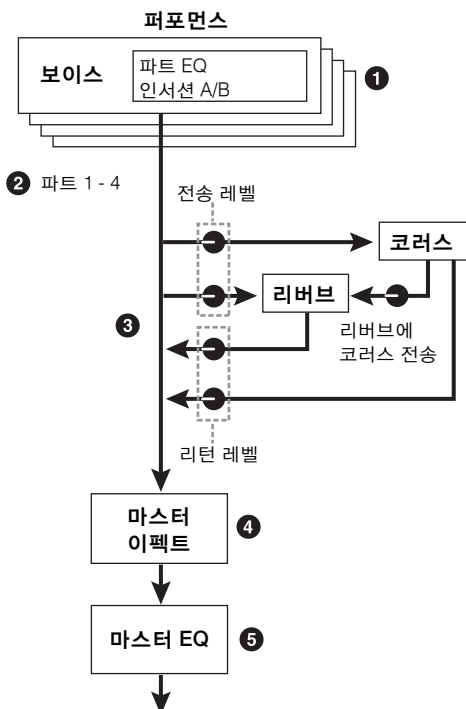 퍼포먼스
보이스
파트 EQ
인서션 A/B
1
2 파트 1 - 4
전송 레벨
코러스
리버브
3
리버브에
코러스 전송
리턴 레벨
마스터
이펙트
4
마스터 EQ
5